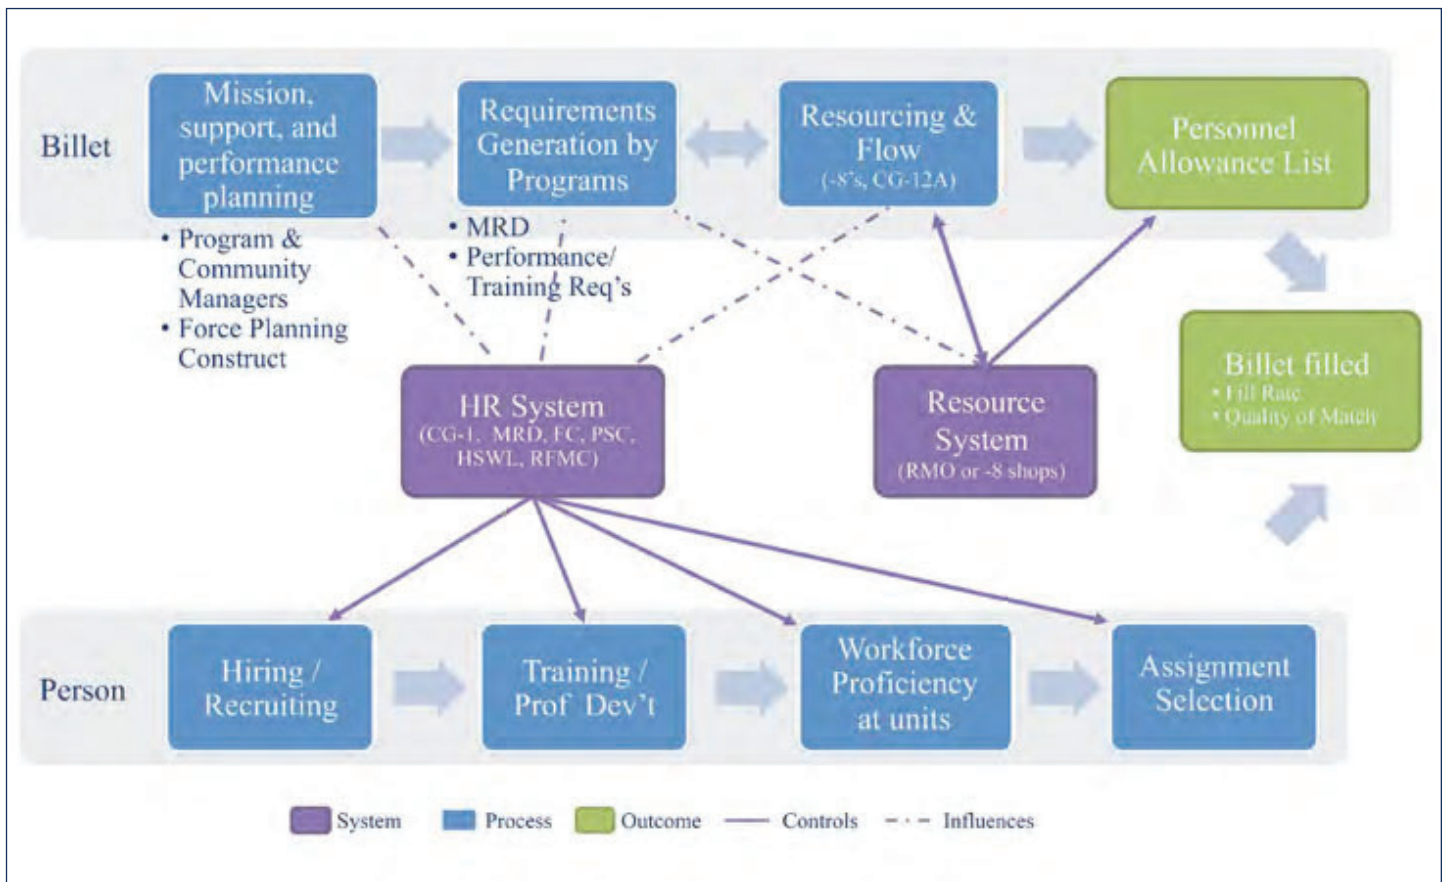 Billet
Mission,
support, and
performance
planning
Requirements
Generation by
Programs
Resourcing &
Flow
(-8's, CG-12A)
Personnel
Allowance List
• Program &
Community
Managers
• Force Planning
Construct
• MRD
• Performance/
Training Req's
HR System
(CG-1, MRD, FC, PSC,
HSWL, RFMC)
Resource
System
(RMO or -8 shops)
Billet filled
• Fill Rate
• Quality of Match
Person
Hiring /
Recruiting
Training /
Prof Dev't
Workforce
Proficiency
at units
Assignment
Selection
System
Process
Outcome
Controls
Influences